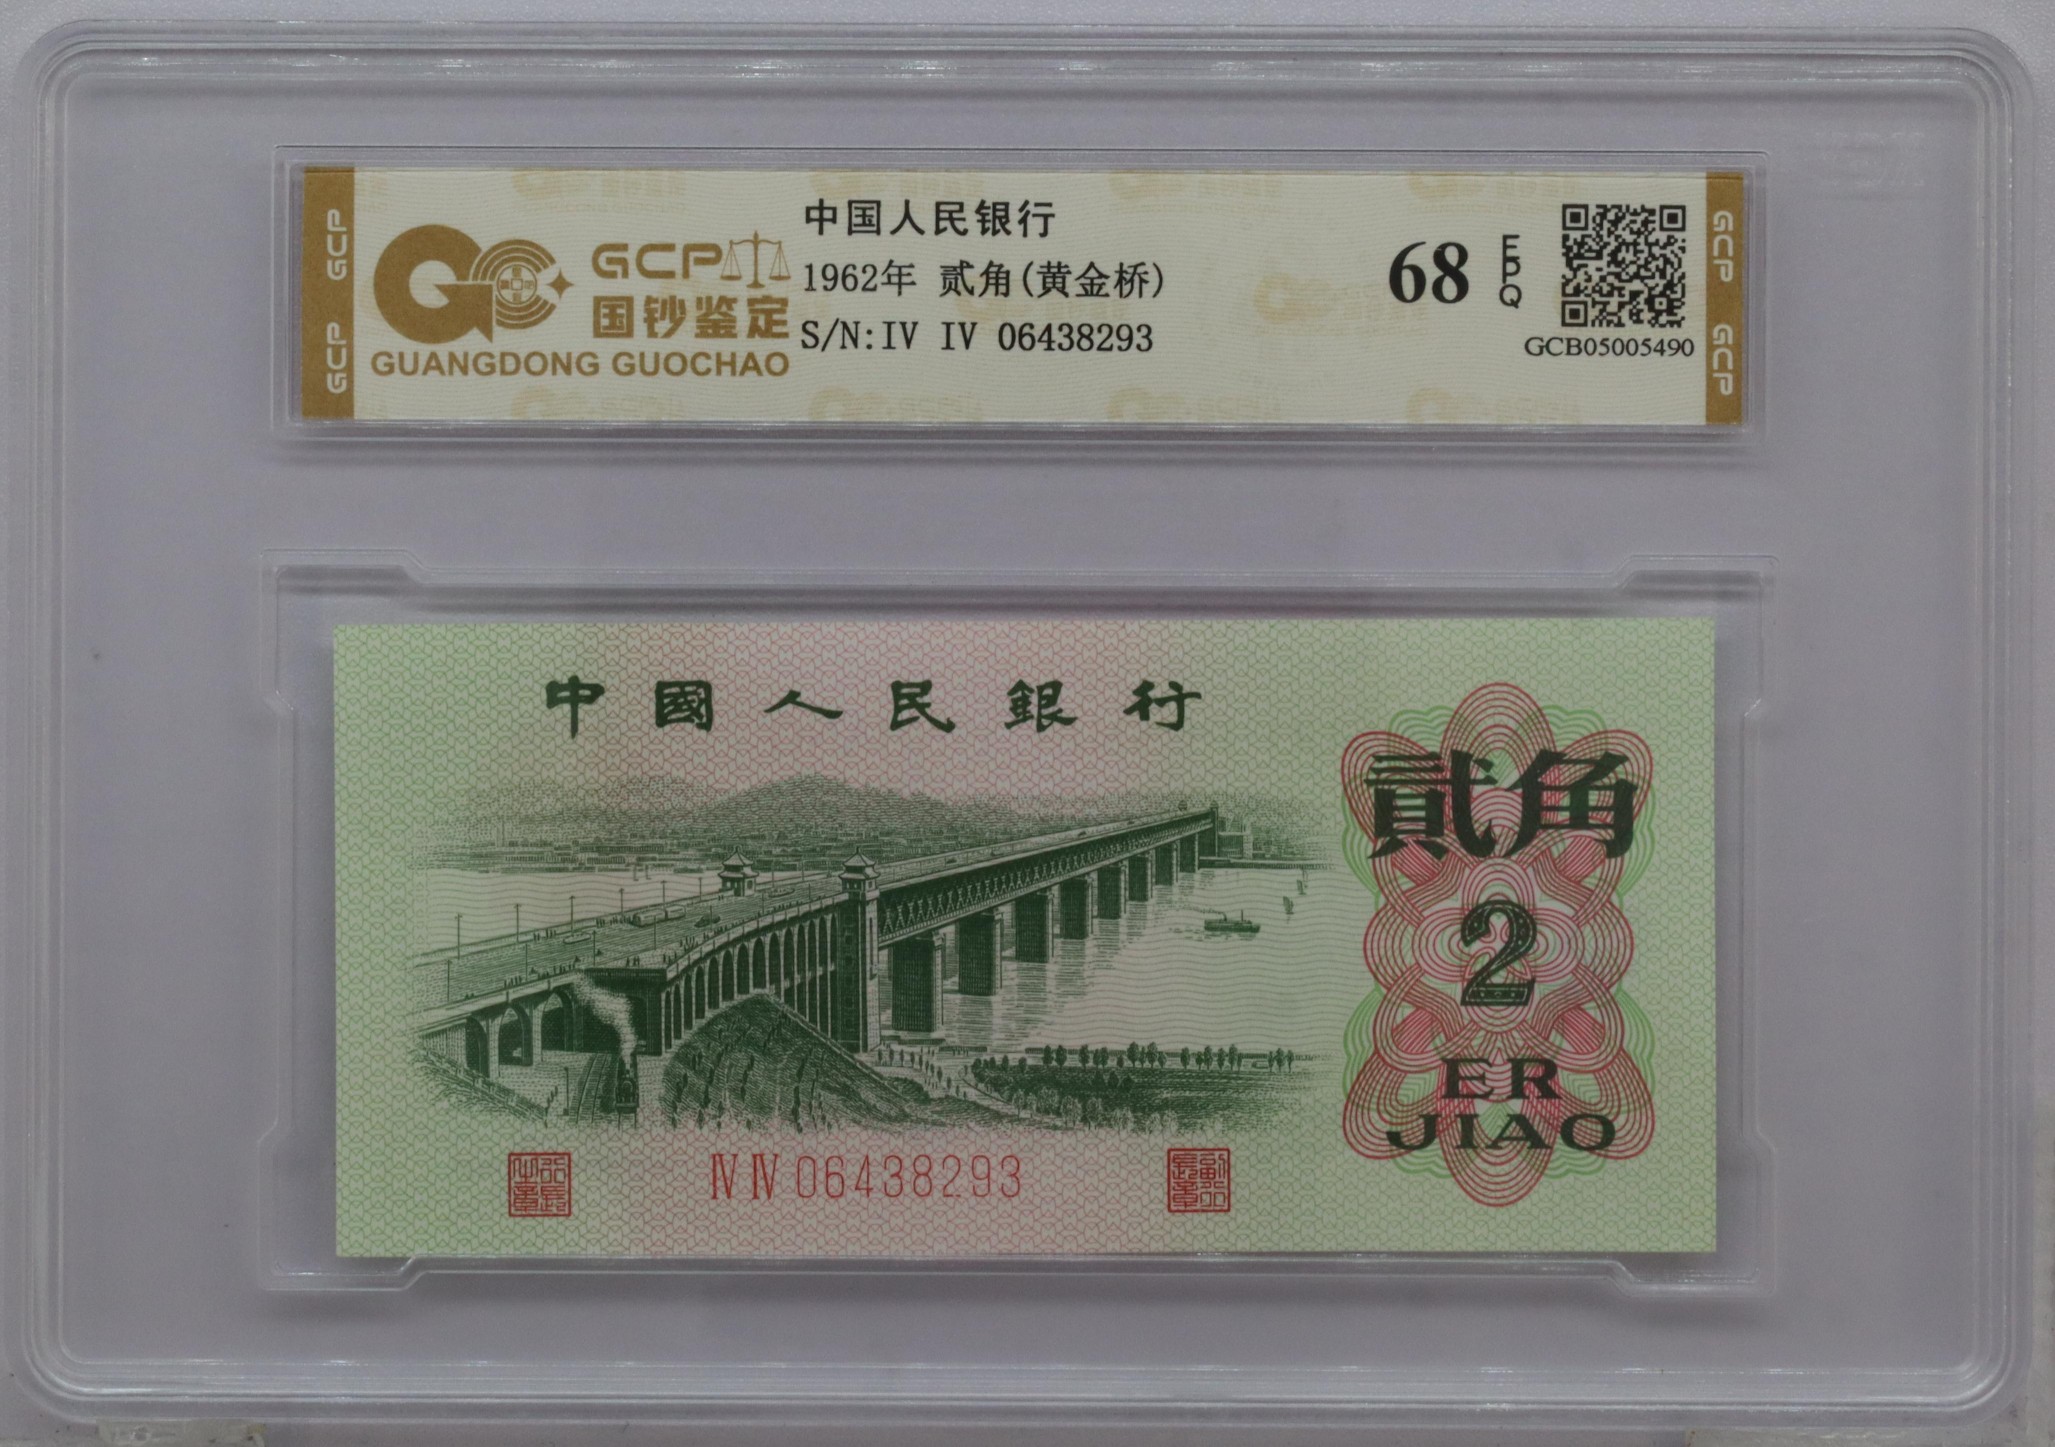 GCP GCP
GCP
国钞鉴定
GUANGDONG GUOCHAO
中国人民银行
1962年 贰角(黄金桥)
S/N:IV IV 06438293
68 EPQ
GCB05005490
GCP GCP
中國人民銀行
貳角
2
ER
JIAO
IV IV 06438293